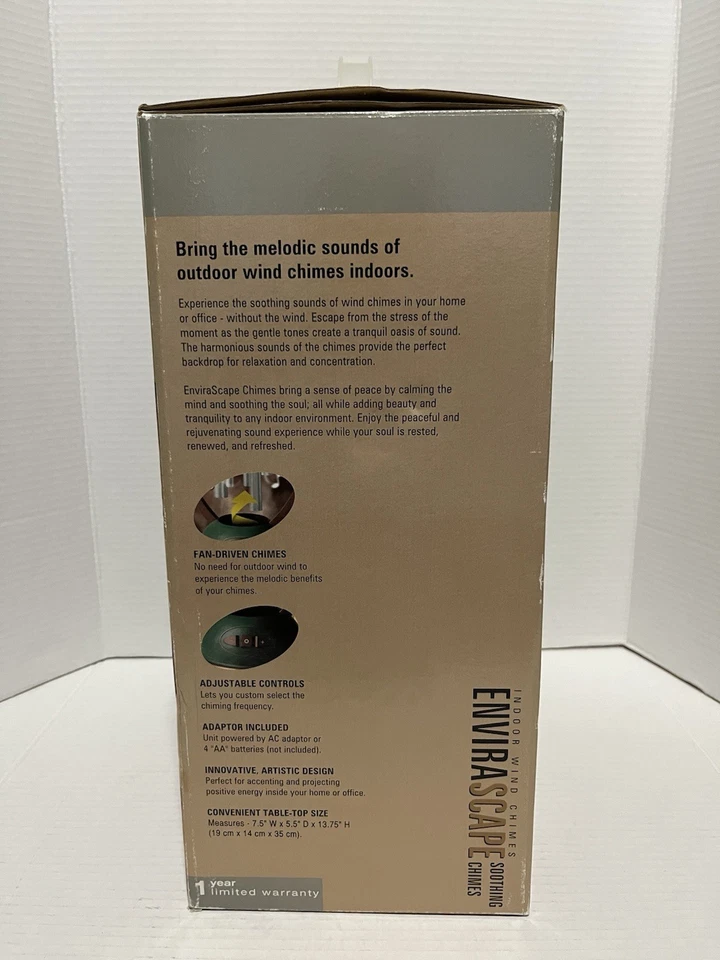 Bring the melodic sounds of
outdoor wind chimes indoors.
Experience the soothing sounds of wind chimes in your home
or office - without the wind. Escape from the stress of the
moment as the gentle tones create a tranquil oasis of sound.
The harmonious sounds of the chimes provide the perfect
backdrop for relaxation and concentration.
EnviraScape Chimes bring a sense of peace by calming the
mind and soothing the soul; all while adding beauty and
tranquility to any indoor environment. Enjoy the peaceful and
rejuvenating sound experience while your soul is rested,
renewed, and refreshed.
FAN-DRIVEN CHIMES
No need for outdoor wind to
experience the melodic benefits
of your chimes.
ADJUSTABLE CONTROLS
Lets you custom select the
chiming frequency.
ADAPTOR INCLUDED
Unit powered by AC adaptor or
4 "AA" batteries (not included).
INNOVATIVE, ARTISTIC DESIGN
Perfect for accenting and projecting
positive energy inside your home or office.
CONVENIENT TABLE-TOP SIZE
Measures - 7.5" W x 5.5" D x 13.75" H
(19 cm x 14 cm x 35 cm).
1 year
limited warranty
INDOOR WIND CHIMES
ENVIRASCAPE
SOOTHING
CHIMES